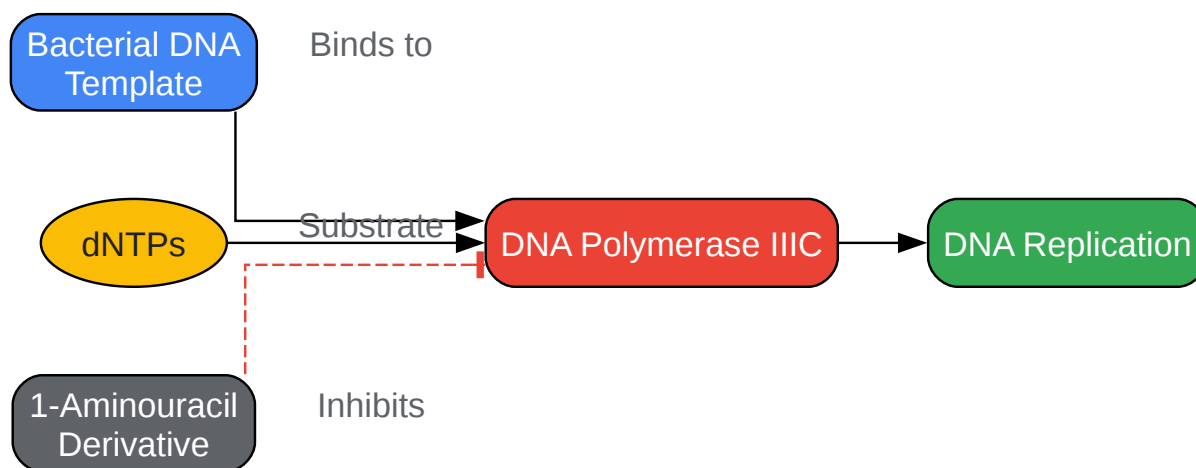 Bacterial DNA
Template
Binds to
dNTPs
Substrate
DNA Polymerase IIIC
DNA Replication
1-Aminouracil
Derivative
Inhibits